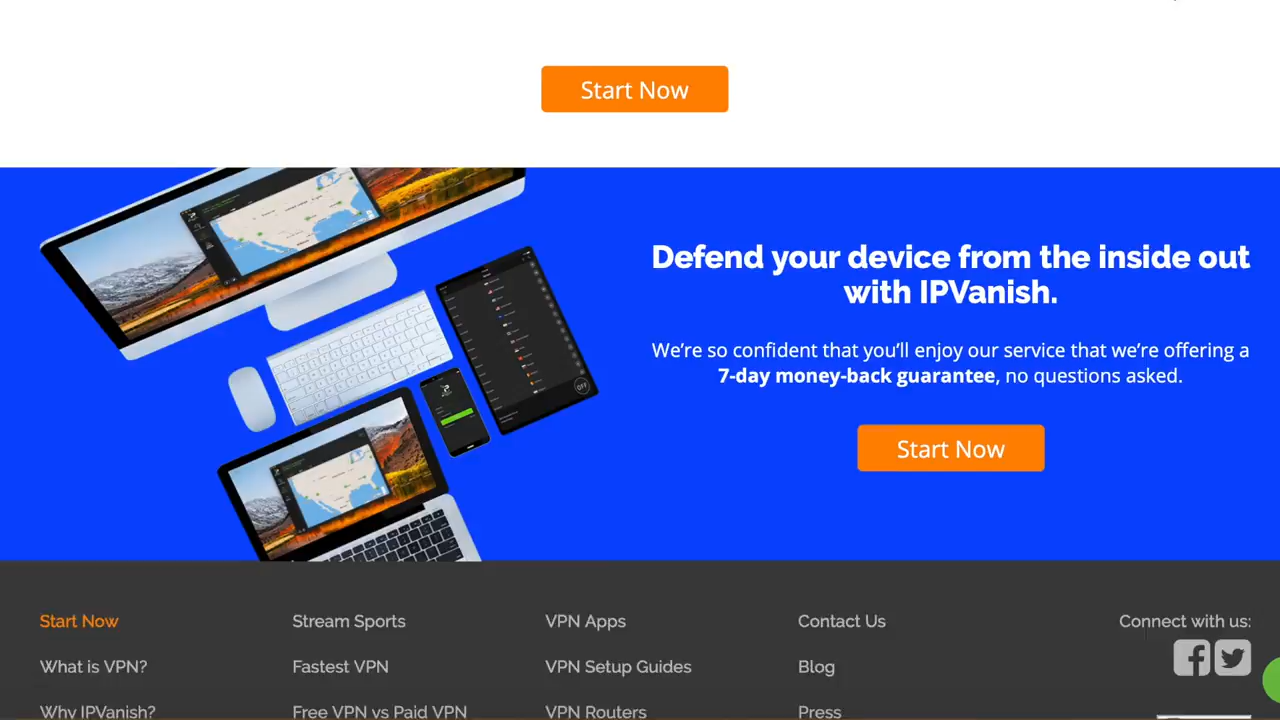 Start Now
Defend your device from the inside out
with IPVanish.
We're so confident that you'll enjoy our service that we're offering a
7-day money-back guarantee, no questions asked.
Start Now
OFF
Start Now
Stream Sports
VPN Apps
Contact Us
Connect with us:
What is VPN?
Fastest VPN
VPN Setup Guides
Blog
Why IPVanish?
Free VPN vs Paid VPN
VPN Routers
Press